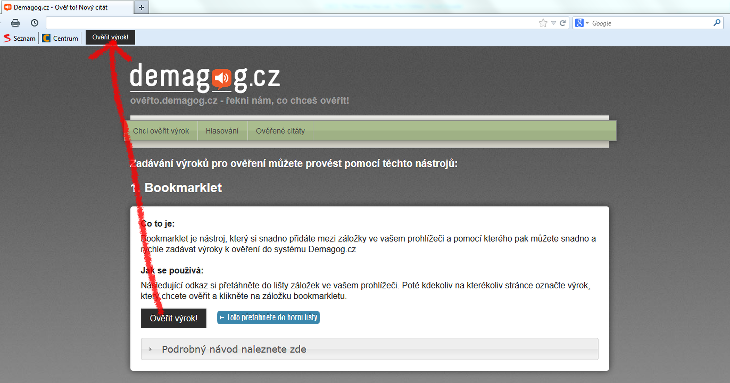 Demagog.cz - Ověř to! Nový citát
Google
Seznam Centrum Ověřit výrok!
demagog.cz
ověřto.demagog.cz - řekni nám, co chceš ověřit!
Chci ověřit výrok Hlasování Ověřené citáty
Zadávání výroků pro ověření můžete provést pomocí těchto nástrojů:
1. Bookmarklet
Co to je:
Bookmarklet je nástroj, který si snadno přidáte mezi záložky ve vašem prohlížeči a pomocí kterého pak můžete snadno a
rychle zadávat výroky k ověření do systému Demagog.cz
Jak se používá:
Následující odkaz si přetáhněte do lišty záložek ve vašem prohlížeči. Poté kdekoliv na kterékoliv stránce označte výrok,
který chcete ověřit a klikněte na záložku bookmarkletu.
Ověřit výrok! ← Toto přetáhněte do horní lišty
Podrobný návod naleznete zde